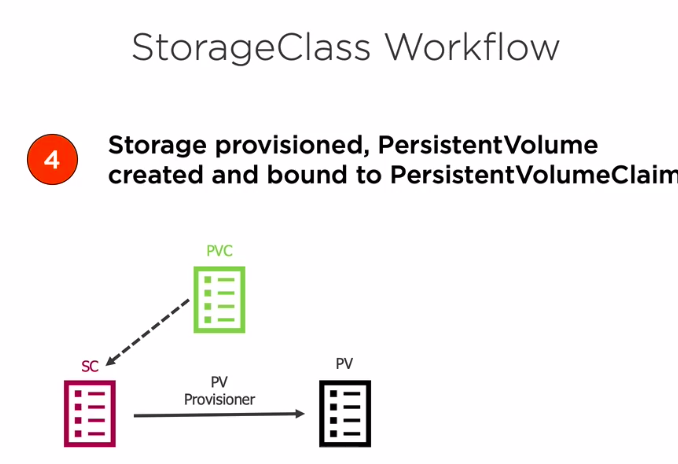 StorageClass Workflow
4
Storage provisioned, PersistentVolume
created and bound to PersistentVolumeClaim
PVC
SC
PV
Provisioner
PV